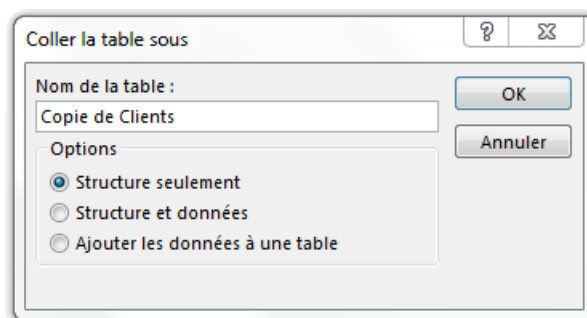 Coller la table sous
Nom de la table :
Copie de Clients
OK
Annuler
Options
Structure seulement
Structure et données
Ajouter les données à une table